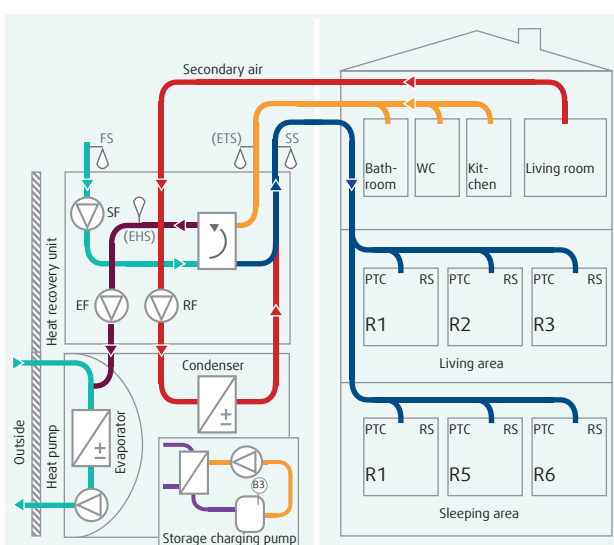 Secondary air
FS
(ETS)
SS
SF
(EHS)
EF
RF
Heat recovery unit
Bath-
room
WC
Kit-
chen
Living room
PTC RS
R1
PTC RS
R2
PTC RS
R3
Living area
Condenser
Outside
Heat pump
Evaporator
B3
Storage charging pump
PTC RS
R1
PTC RS
R5
PTC RS
R6
Sleeping area